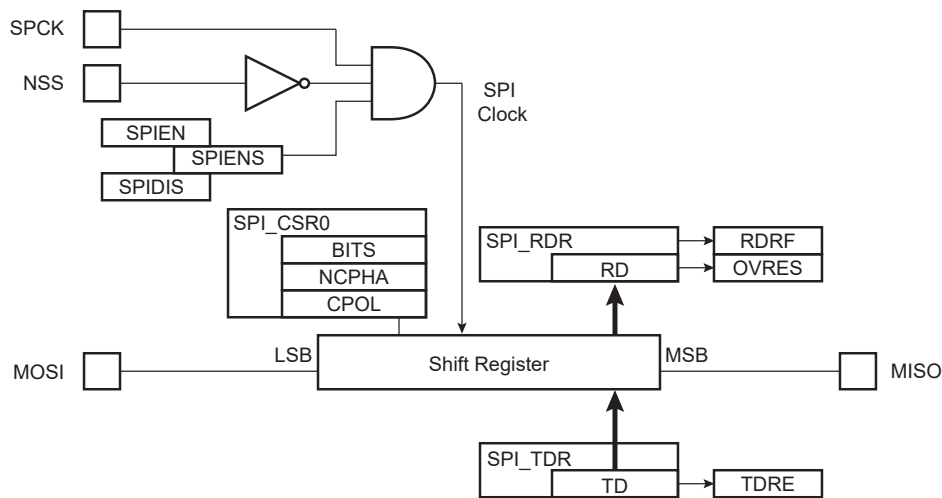 SPCK
NSS
SPI
Clock
SPIEN
SPIENS
SPIDIS
SPI_CSR0
BITS
NCPHA
CPOL
SPI_RDR
RD
RDRF
OVRES
MOSI
LSB
Shift Register
MSB
MISO
SPI_TDR
TD
TDRE